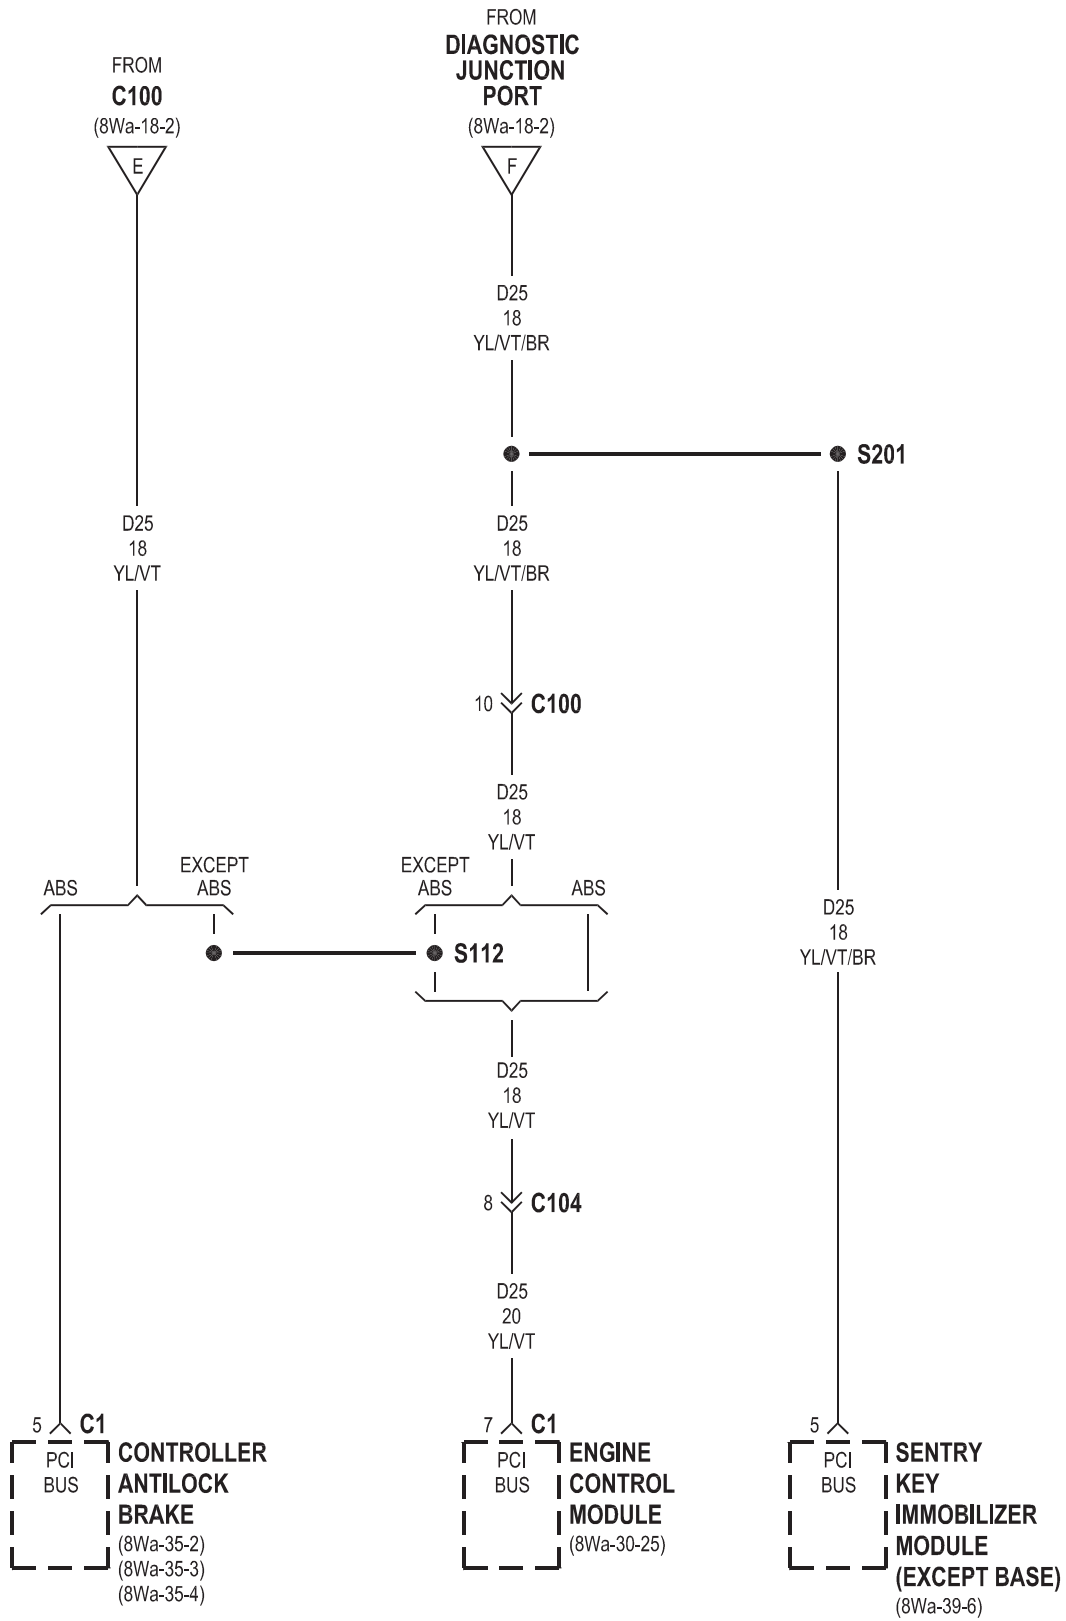 FROM
C100
(8Wa-18-2)
E
FROM
DIAGNOSTIC
JUNCTION
PORT
(8Wa-18-2)
F
D25
18
YL/VT/BR
S201
D25
18
YL/VT
D25
18
YL/VT/BR
10 C100
D25
18
YL/VT
ABS
EXCEPT
ABS
EXCEPT
ABS
ABS
S112
D25
18
YL/VT/BR
D25
18
YL/VT
8 C104
D25
20
YL/VT
5 C1
PCI
BUS
CONTROLLER
ANTILOCK
BRAKE
(8Wa-35-2)
(8Wa-35-3)
(8Wa-35-4)
7 C1
PCI
BUS
ENGINE
CONTROL
MODULE
(8Wa-30-25)
5
PCI
BUS
SENTRY
KEY
IMMOBILIZER
MODULE
(EXCEPT BASE)
(8Wa-39-6)